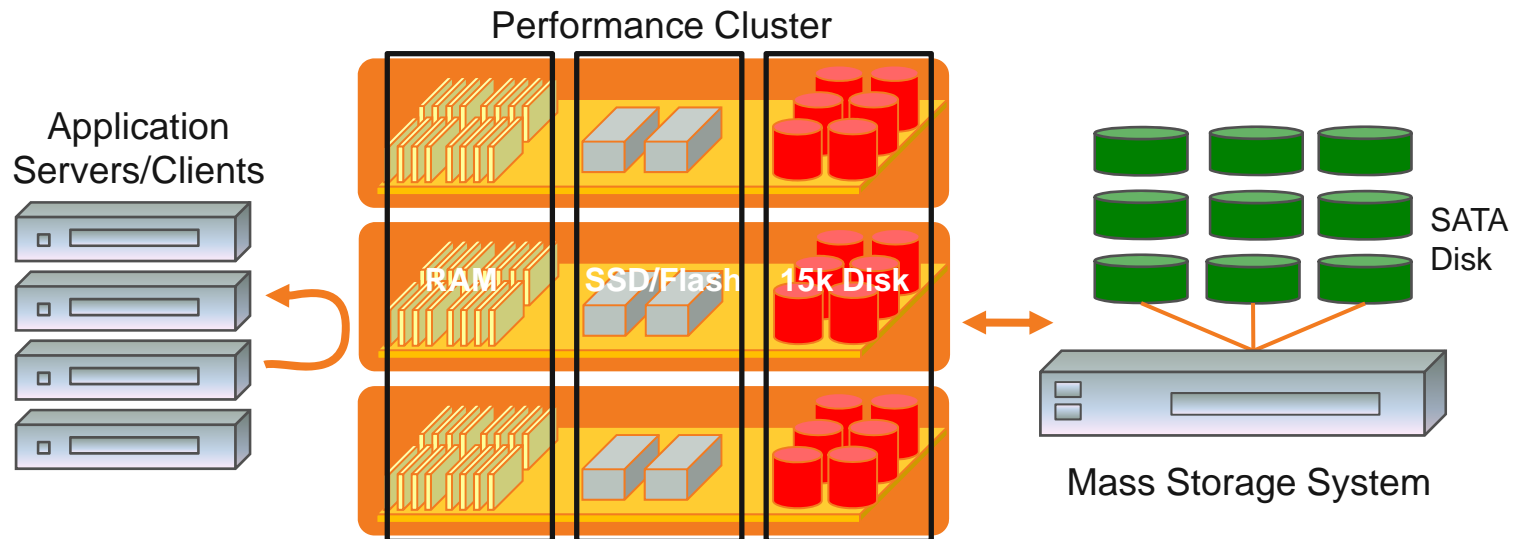 Performance Cluster
Application
Servers/Clients
RAM
SSD/Flash
15k Disk
SATA
Disk
Mass Storage System